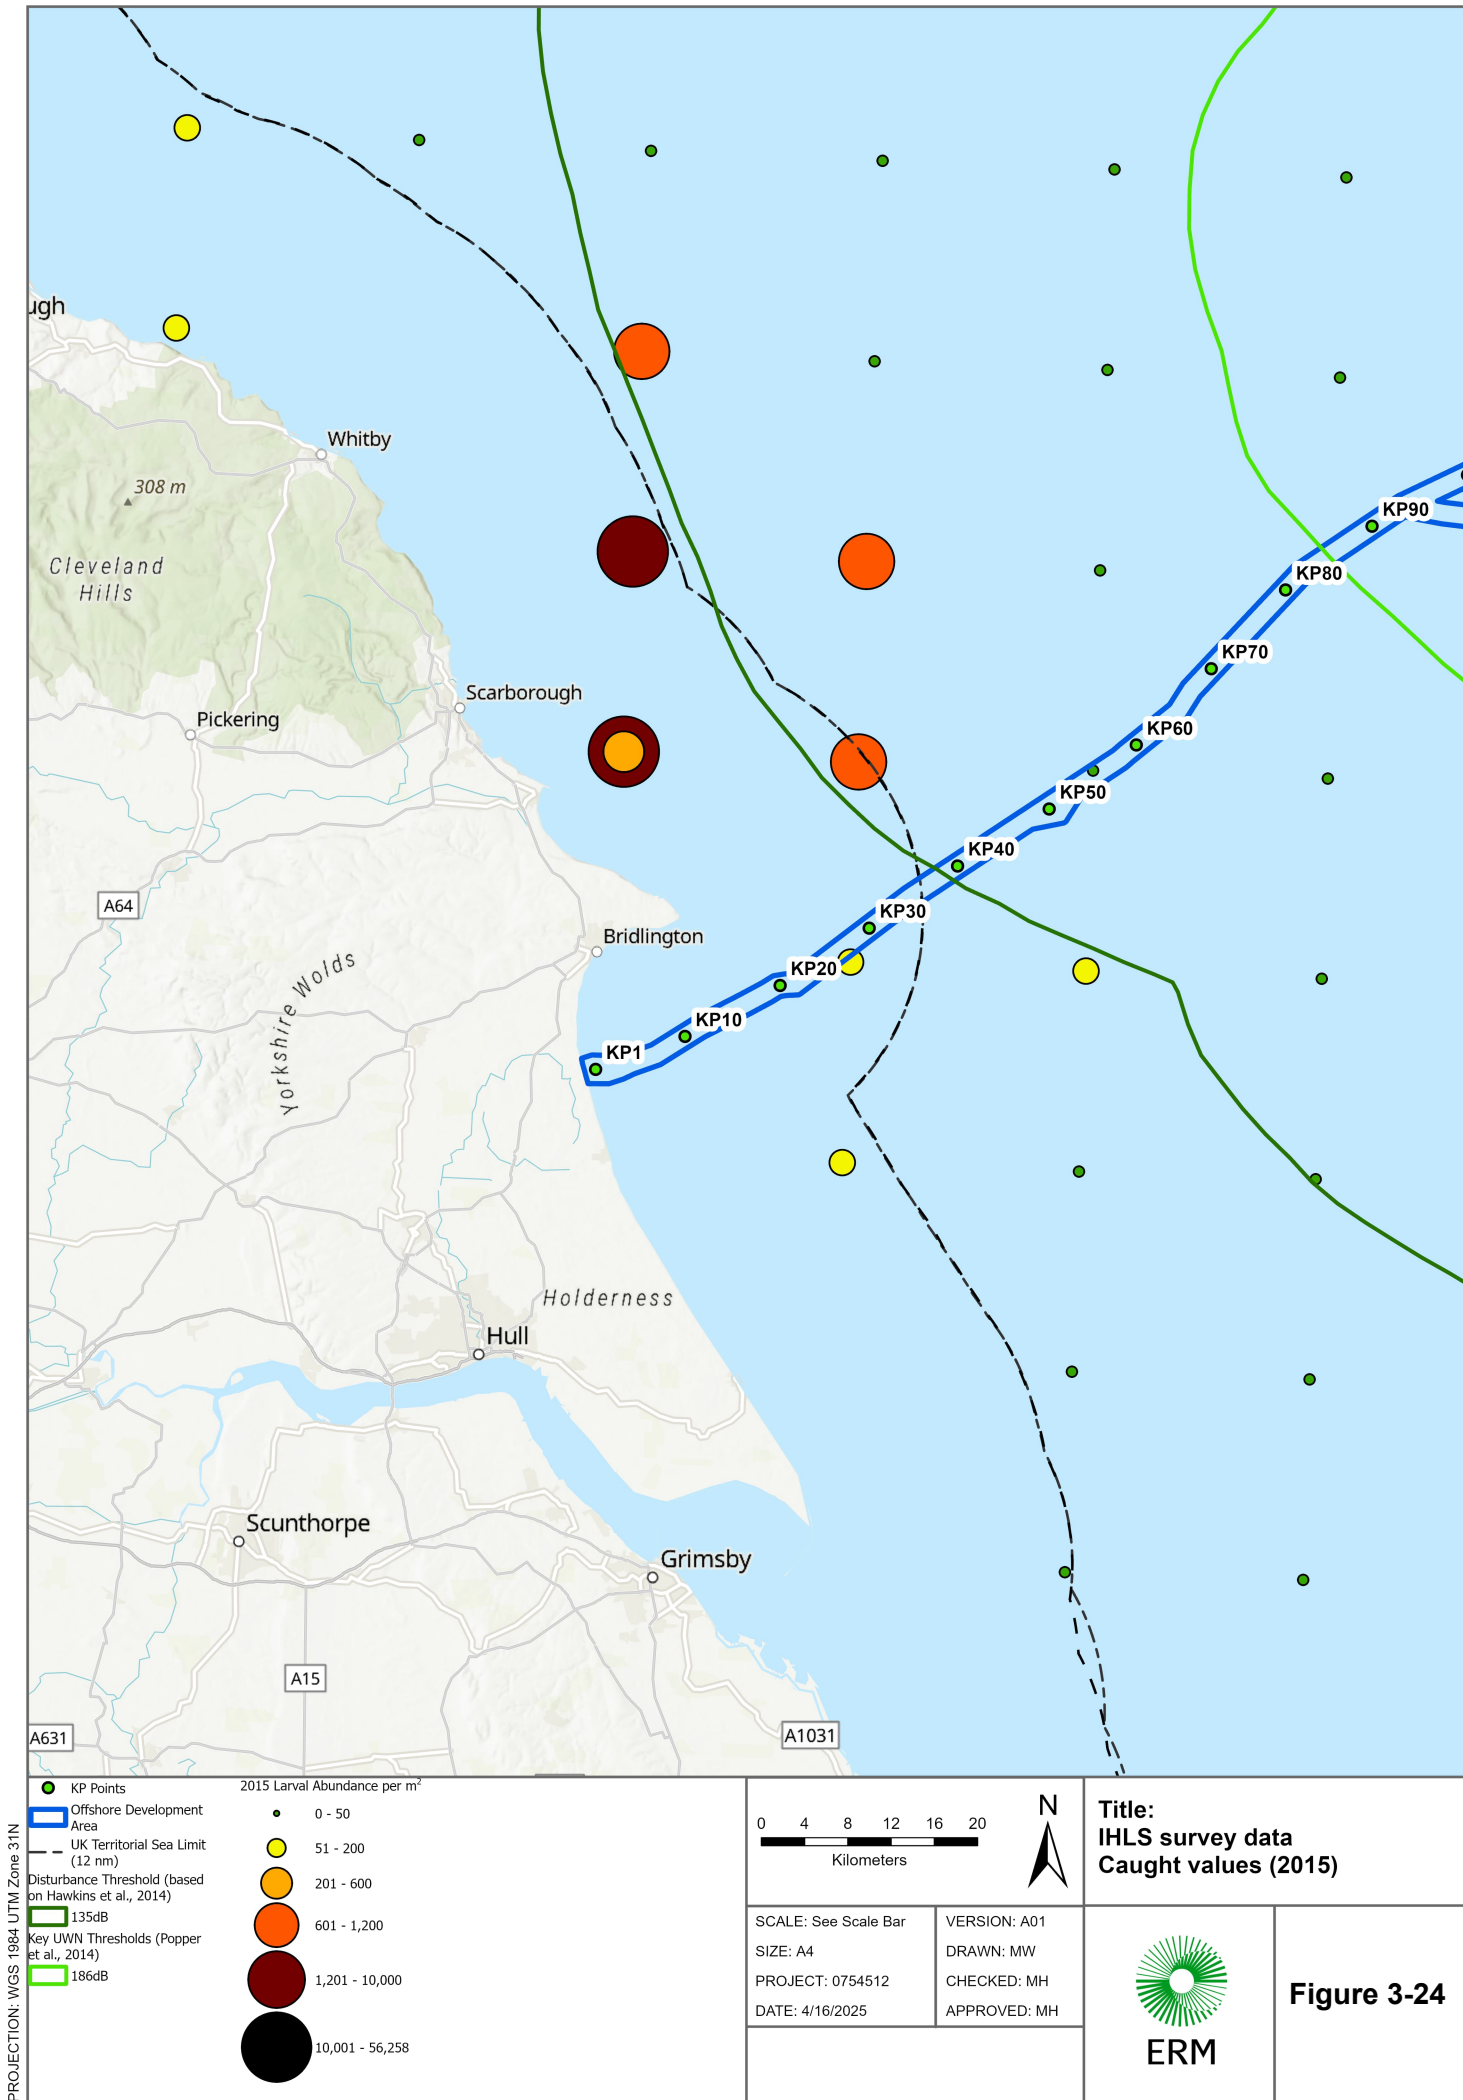 ugh
Whitby
308 m
Cleveland
Hills
KP90
KP80
KP70
Scarborough
Pickering
KP60
KP50
KP40
A64
KP30
Bridlington
Yorkshire Wolds
KP20
KP10
KP1
Holderness
Hull
Scunthorpe
Grimsby
A15
A631
A1031
PROJECTION: WGS 1984 UTM Zone 31N
KP Points
Offshore Development
Area
UK Territorial Sea Limit
(12 nm)
Disturbance Threshold (based
on Hawkins et al., 2014)
135dB
Key UWN Thresholds (Popper
et al., 2014)
186dB
2015 Larval Abundance per m²
0 - 50
51 - 200
201 - 600
601 - 1,200
1,201 - 10,000
10,001 - 56,258
0 4 8 12 16 20
Kilometers
N
Title:
IHLS survey data
Caught values (2015)
SCALE: See Scale Bar
SIZE: A4
PROJECT: 0754512
DATE: 4/16/2025
VERSION: A01
DRAWN: MW
CHECKED: MH
APPROVED: MH
ERM
Figure 3-24